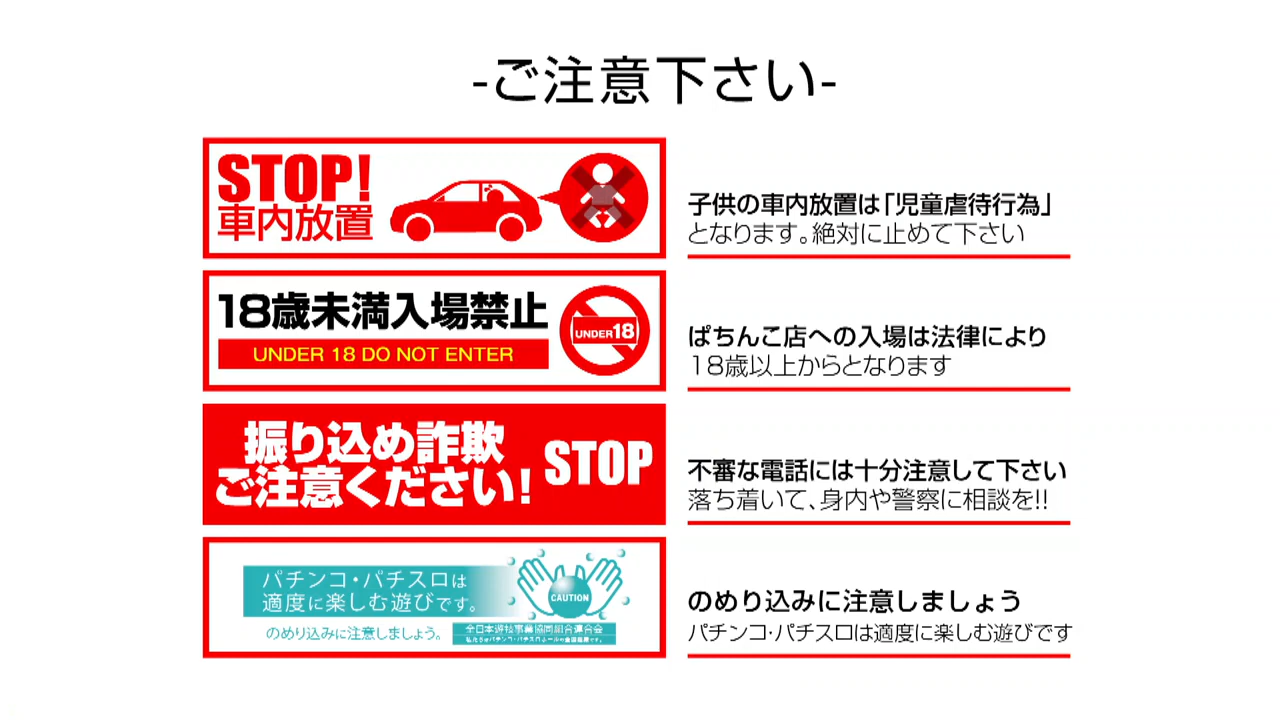 -ご注意下さい-
STOP!
車内放置
子供の車内放置は「児童虐待行為」
となります。絶対に止めて下さい
18歳未満入場禁止
UNDER 18 DO NOT ENTER
UNDER18
ぱちんこ店への入場は法律により
18歳以上からとなります
振り込め詐欺
ご注意ください!
STOP
不審な電話には十分注意して下さい
落ち着いて、身内や警察に相談を!!
パチンコ・パチスロは
適度に楽しむ遊びです。
CAUTION
のめり込みに注意しましょう。
全日本遊技事業協同組合連合会
のめり込みに注意しましょう
パチンコ・パチスロは適度に楽しむ遊びです